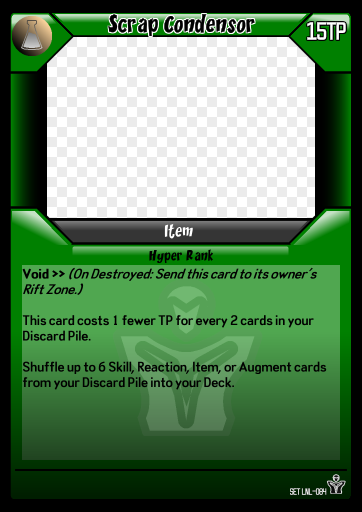 Scrap Condensor
15TP
Item
Hyper Rank
Void >> (On Destroyed: Send this card to its owner's
Rift Zone.)
This card costs 1 fewer TP for every 2 cards in your
Discard Pile.
Shuffle up to 6 Skill, Reaction, Item, or Augment cards
from your Discard Pile into your Deck.
SET LNL-084